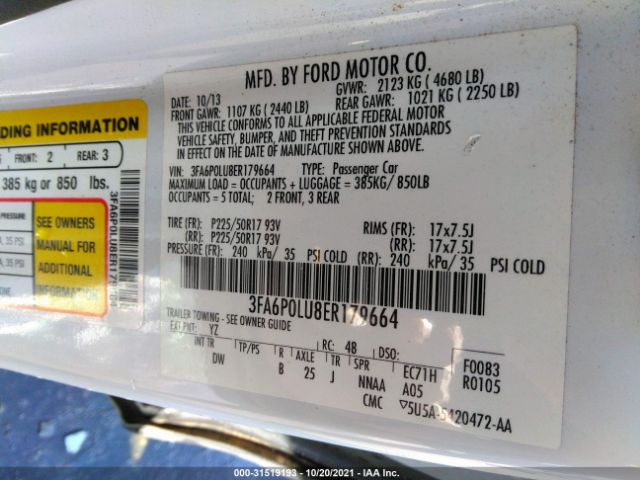 MFD. BY FORD MOTOR CO.
DATE: 10/13 GVWR: 2123 KG ( 4680 LB)
FRONT GAWR: 1107 KG ( 2440 LB) REAR GAWR: 1021 KG ( 2250 LB)
THIS VEHICLE CONFORMS TO ALL APPLICABLE FEDERAL MOTOR
VEHICLE SAFETY, BUMPER, AND THEFT PREVENTION STANDARDS
IN EFFECT ON THE DATE OF MANUFACTURE SHOWN ABOVE.
VIN: 3FA6P0LU8ER179664 TYPE: Passenger Car
MAXIMUM LOAD = OCCUPANTS + LUGGAGE = 385KG/ 850LB
OCCUPANTS = 5 TOTAL; 2 FRONT, 3 REAR
TIRE (FR): P225/50R17 93V RIMS (FR): 17x7.5J
(RR): P225/50R17 93V (RR): 17x7.5J
PRESSURE (FR): 240 kPa/ 35 PSI COLD (RR): 240 kPa/ 35 PSI COLD
3FA6P0LU8ER179664
TRAILER TOWING - SEE OWNER GUIDE
EXT PNT: YZ RC: 48 DSO: F0083
INT TR TP/PS R AXLE TR SPR EC71H R0105
DW B 25 J NNAA A05
CMC ▽5U5A-5420472-AA
DING INFORMATION
FRONT: 2 REAR: 3
385 kg or 850 lbs.
SEE OWNERS
MANUAL FOR
ADDITIONAL
INFORMATION
35 PSI
35 PSI
000-31519193 - 10/20/2021 - IAA Inc.